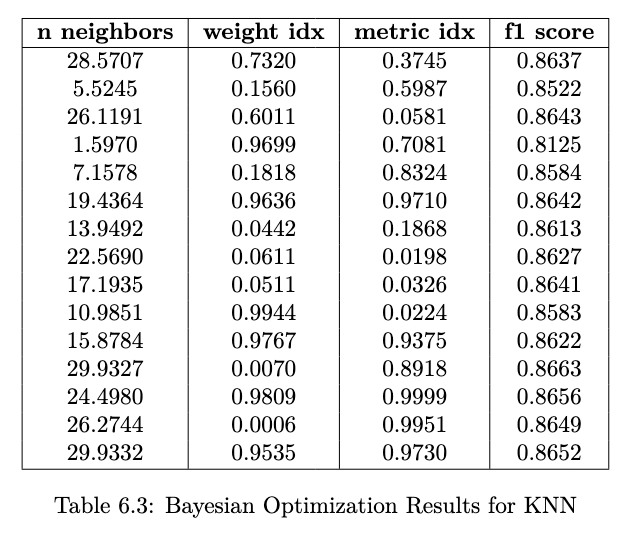 n neighbors weight idx metric idx f1 score
28.5707 0.7320 0.3745 0.8637
5.5245 0.1560 0.5987 0.8522
26.1191 0.6011 0.0581 0.8643
1.5970 0.9699 0.7081 0.8125
7.1578 0.1818 0.8324 0.8584
19.4364 0.9636 0.9710 0.8642
13.9492 0.0442 0.1868 0.8613
22.5690 0.0611 0.0198 0.8627
17.1935 0.0511 0.0326 0.8641
10.9851 0.9944 0.0224 0.8583
15.8784 0.9767 0.9375 0.8622
29.9327 0.0070 0.8918 0.8663
24.4980 0.9809 0.9999 0.8656
26.2744 0.0006 0.9951 0.8649
29.9332 0.9535 0.9730 0.8652
Table 6.3: Bayesian Optimization Results for KNN